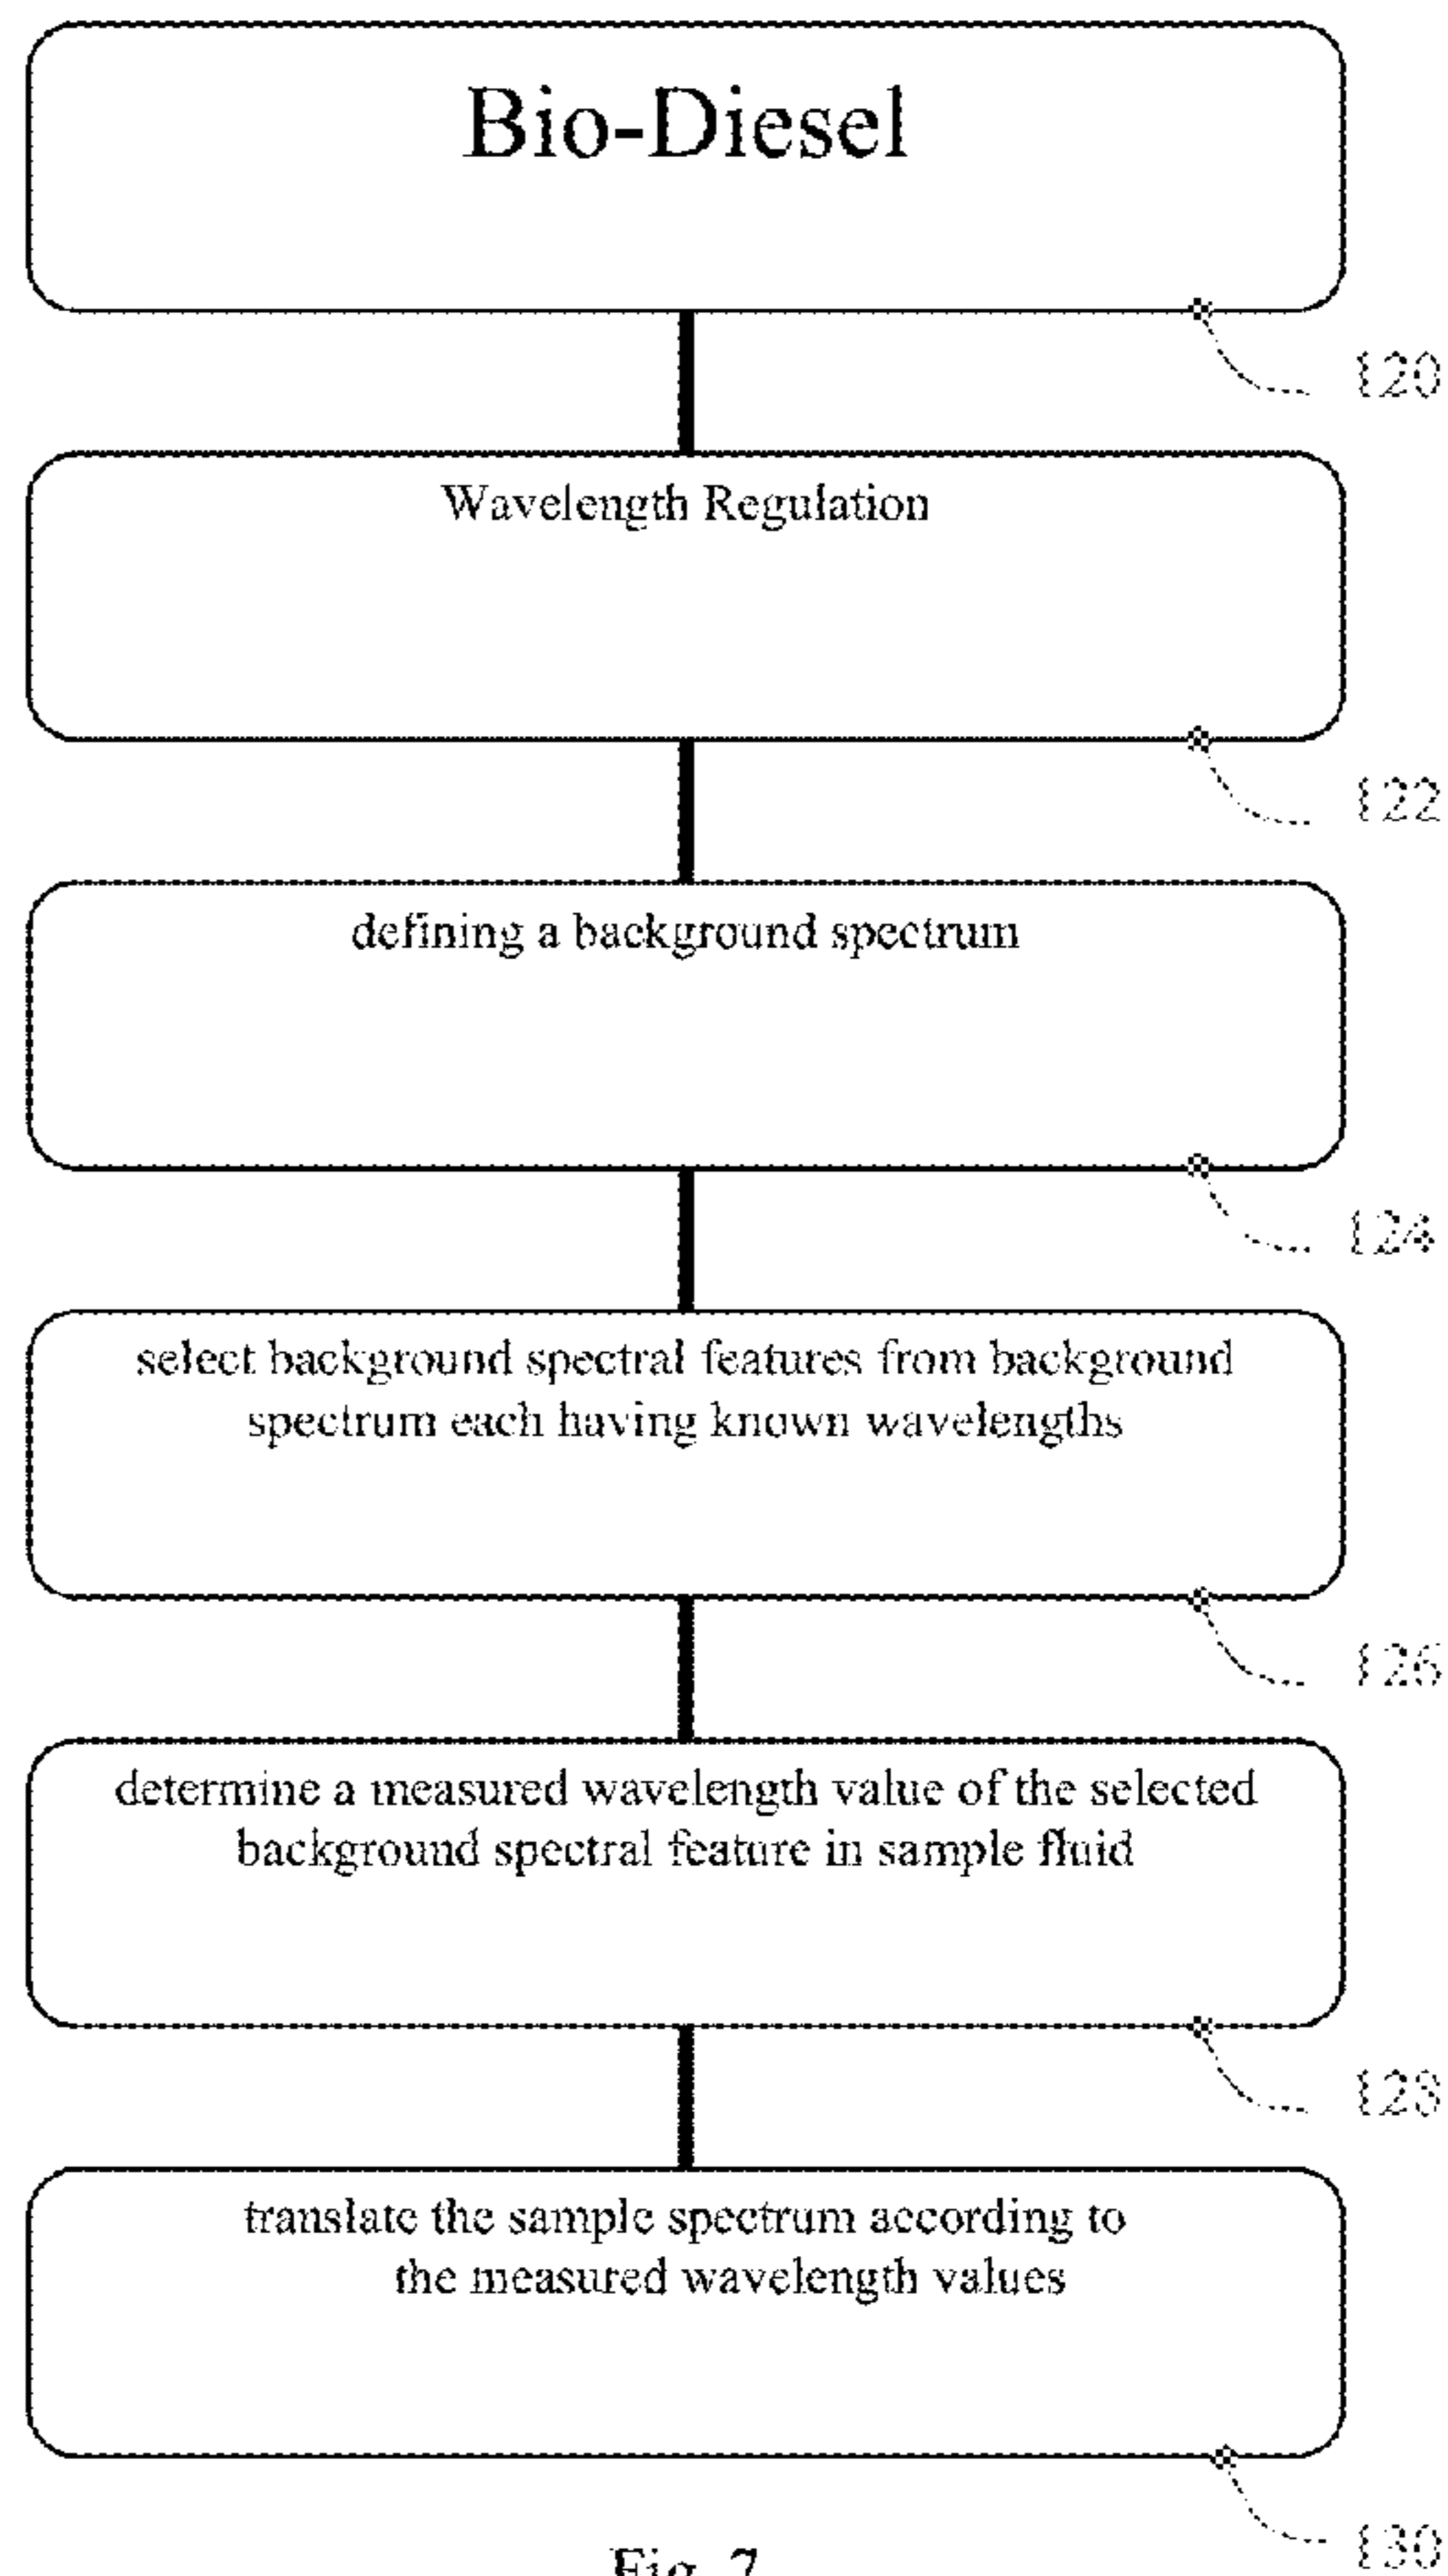 Bio-Diesel
120
Wavelength Regulation
122
defining a background spectrum
124
select background spectral features from background
spectrum each having known wavelengths
126
determine a measured wavelength value of the selected
background spectral feature in sample fluid
128
translate the sample spectrum according to
the measured wavelength values
130
Fig. 7